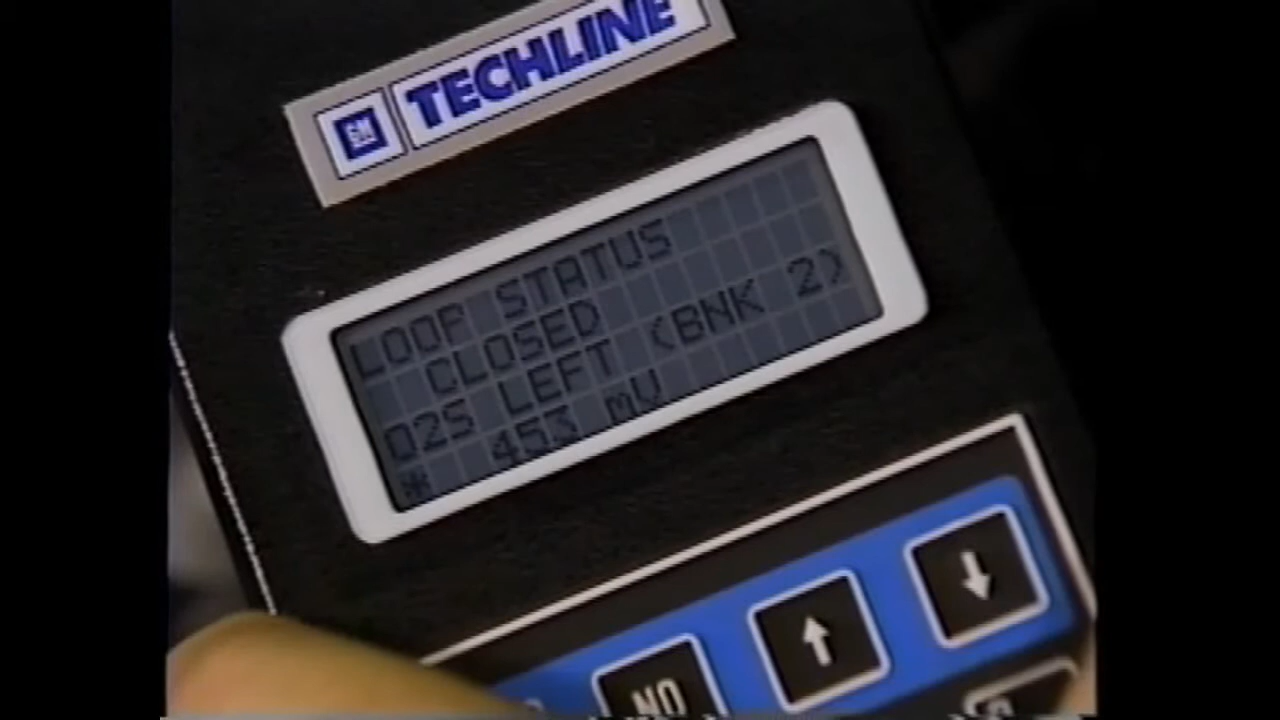 GM TECHLINE
LOOP STATUS
CLOSED
O2S LEFT (BNK 2)
* 453 mV
NO